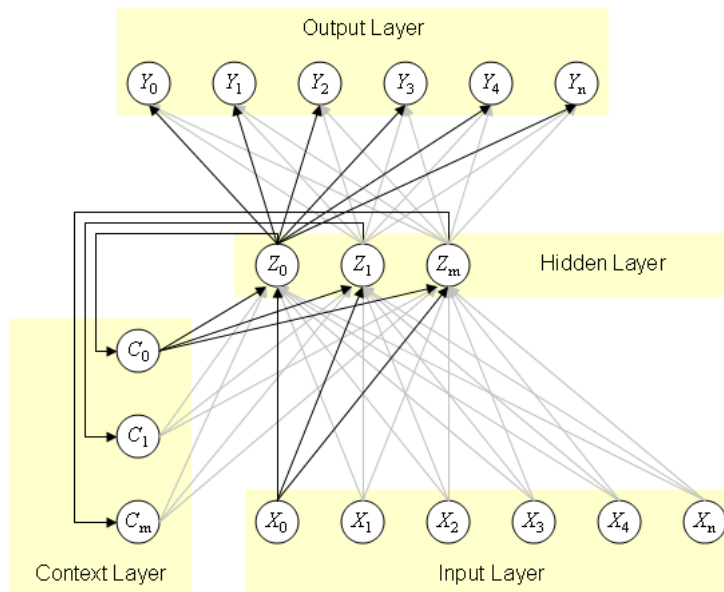 Output Layer
Y₀ Y₁ Y₂ Y₃ Y₄ Yₙ
Z₀ Z₁ Zₘ Hidden Layer
C₀
C₁
Cₘ
X₀ X₁ X₂ X₃ X₄ Xₙ
Context Layer
Input Layer